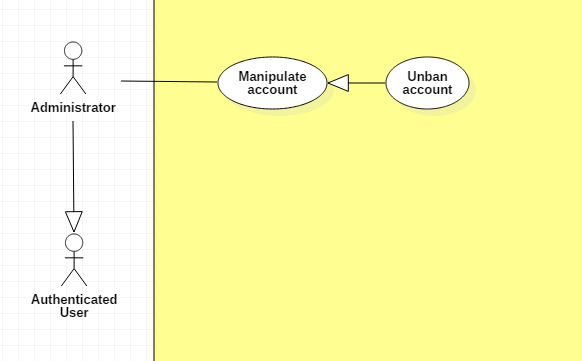 Administrator
Manipulate
account
Unban
account
Authenticated
User